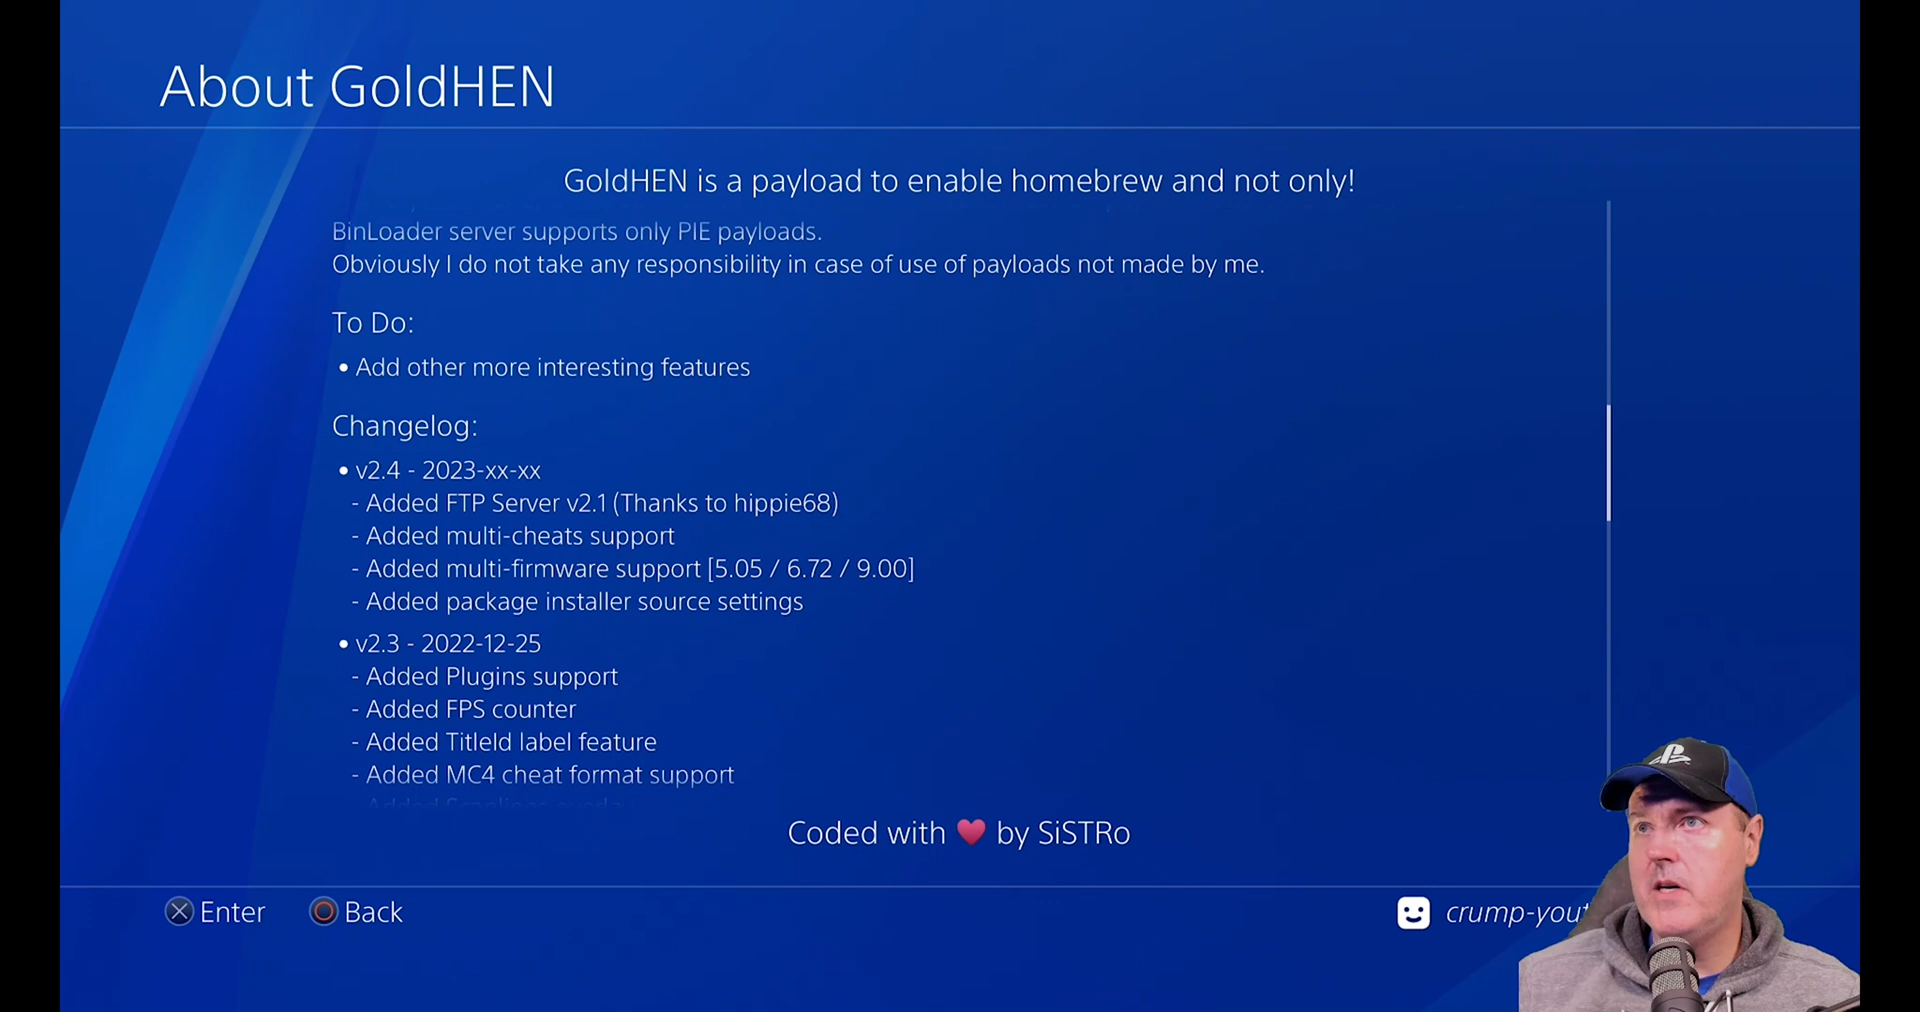 About GoldHEN
GoldHEN is a payload to enable homebrew and not only!
BinLoader server supports only PIE payloads.
Obviously I do not take any responsibility in case of use of payloads not made by me.
To Do:
• Add other more interesting features
Changelog:
• v2.4 - 2023-xx-xx
- Added FTP Server v2.1 (Thanks to hippie68)
- Added multi-cheats support
- Added multi-firmware support [5.05 / 6.72 / 9.00]
- Added package installer source settings
• v2.3 - 2022-12-25
- Added Plugins support
- Added FPS counter
- Added TitleId label feature
- Added MC4 cheat format support
Coded with ❤ by SiSTRo
Enter Back
crump-yout